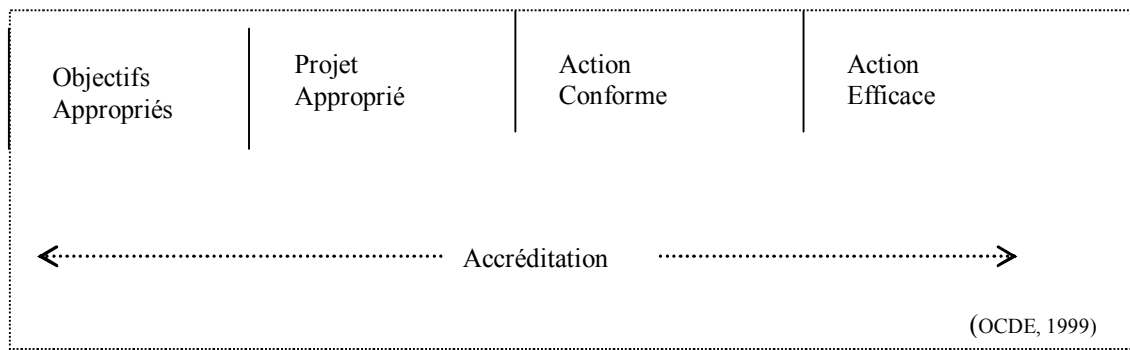 Objectifs
Appropriés
Projet
Approprié
Action
Conforme
Action
Efficace
Accréditation
(OCDE, 1999)